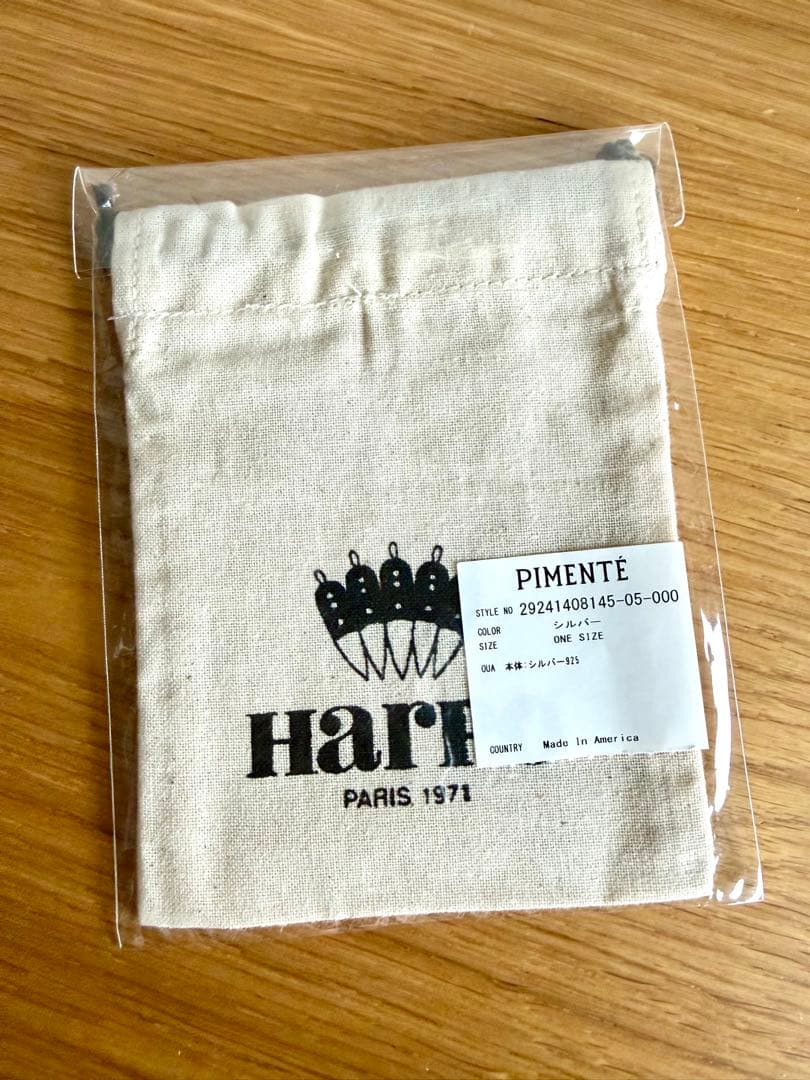 PIMENTÉ
STYLE NO 29241408145-05-000
COLOR シルバー
SIZE ONE SIZE
QUA 本体:シルバー925
COUNTRY Made In America
Harp
PARIS 1971